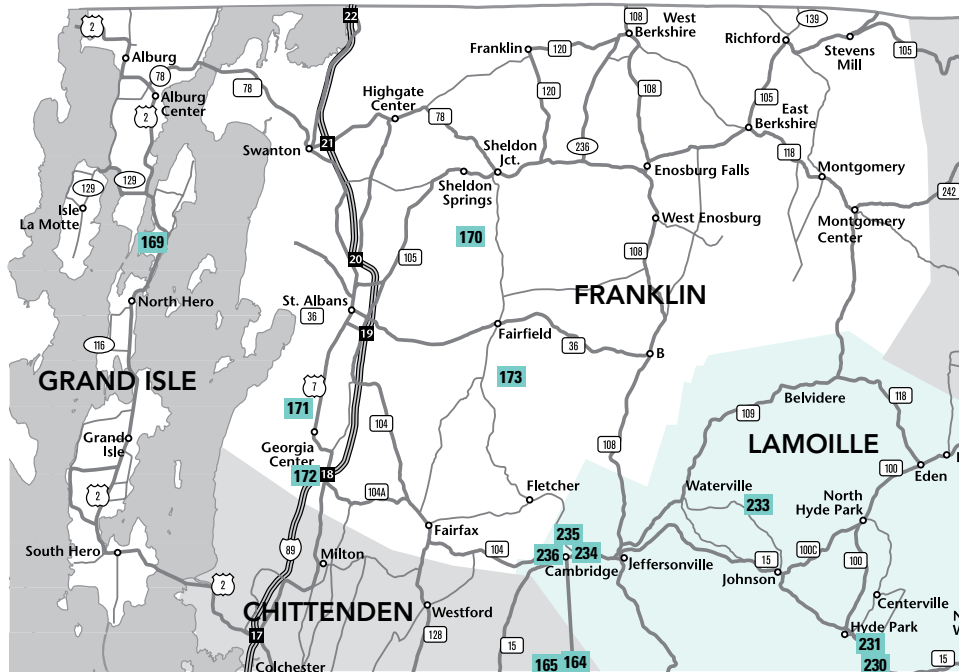 22
2
108
West
Berkshire
139
Richford
Stevens
Mill
105
Alburg
Franklin
120
78
Alburg
Center
78
Highgate
Center
120
108
105
East
Berkshire
2
78
21
Swanton
Sheldon
Jct.
236
118
Montgomery
129
129
Isle
La Motte
Sheldon
Springs
Enosburg Falls
242
Montgomery
Center
169
170
West Enosburg
108
20
105
North Hero
St. Albans
36
FRANKLIN
19
Fairfield
36
B
116
GRAND ISLE
7
173
171
104
Belvidere
118
109
Grand
Isle
Georgia
Center
108
LAMOILLE
172
18
100
Eden
104A
Fletcher
Waterville
233
North
Hyde Park
2
Fairfax
235
South Hero
89
Milton
104
236
234
Cambridge
Jeffersonville
15
100C
100
Johnson
2
CHITTENDEN
Westford
Centerville
17
128
15
Hyde Park
231
Colchester
165
164
230
15